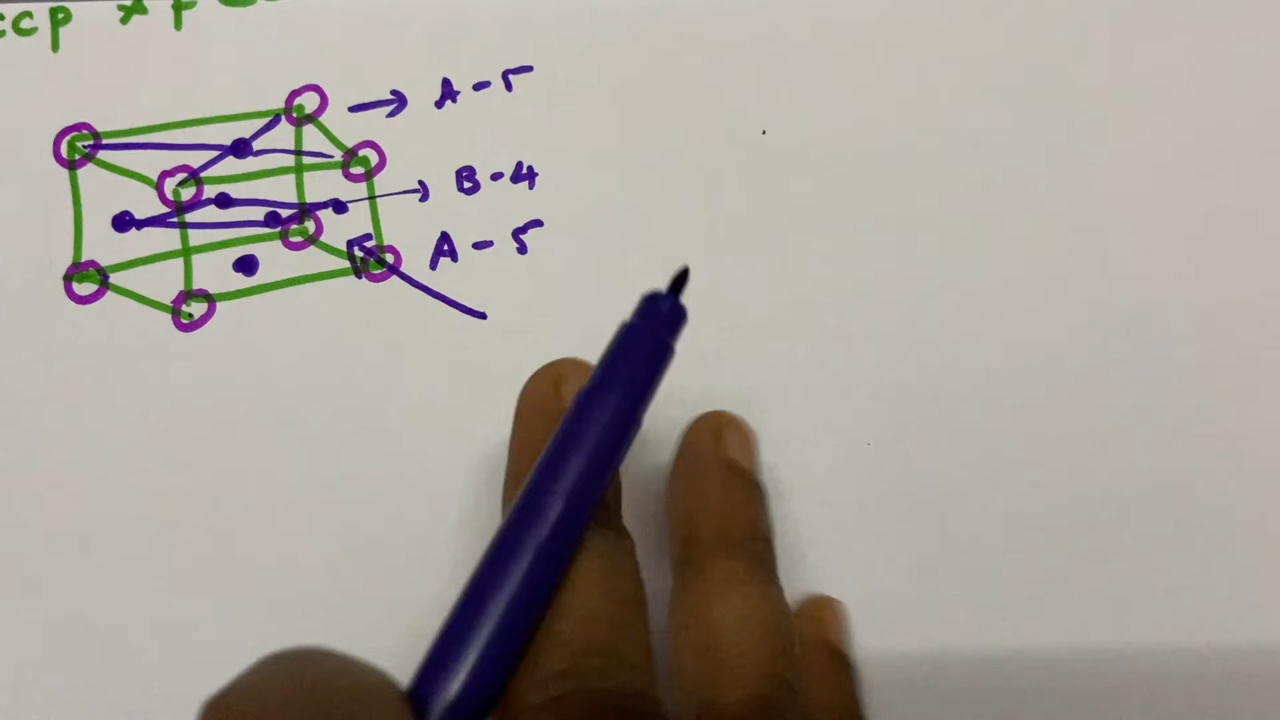 ccp
→ A - 5
→ B - 4
A - 5